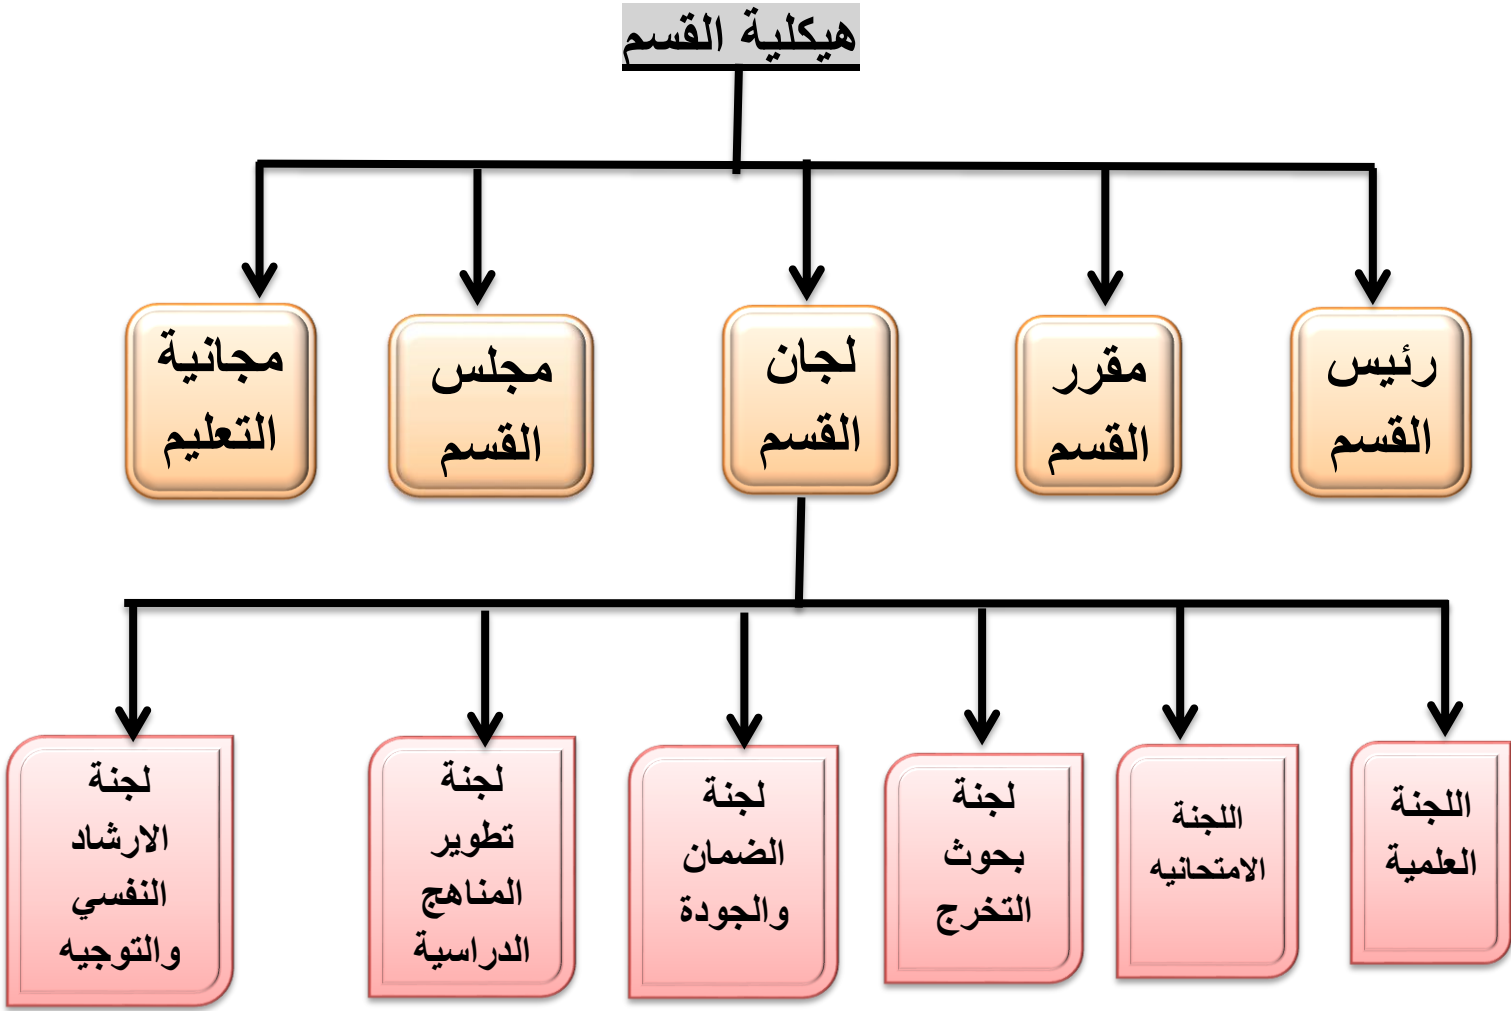 هيكلية القسم
رئيس
القسم
مقرر
القسم
لجان
القسم
مجلس
القسم
مجانية
التعليم
اللجنة
العلمية
اللجنة
الامتحانيه
لجنة
بحوث
التخرج
لجنة
الضمان
والجودة
لجنة
تطوير
المناهج
الدراسية
لجنة
الارشاد
النفسي
والتوجيه